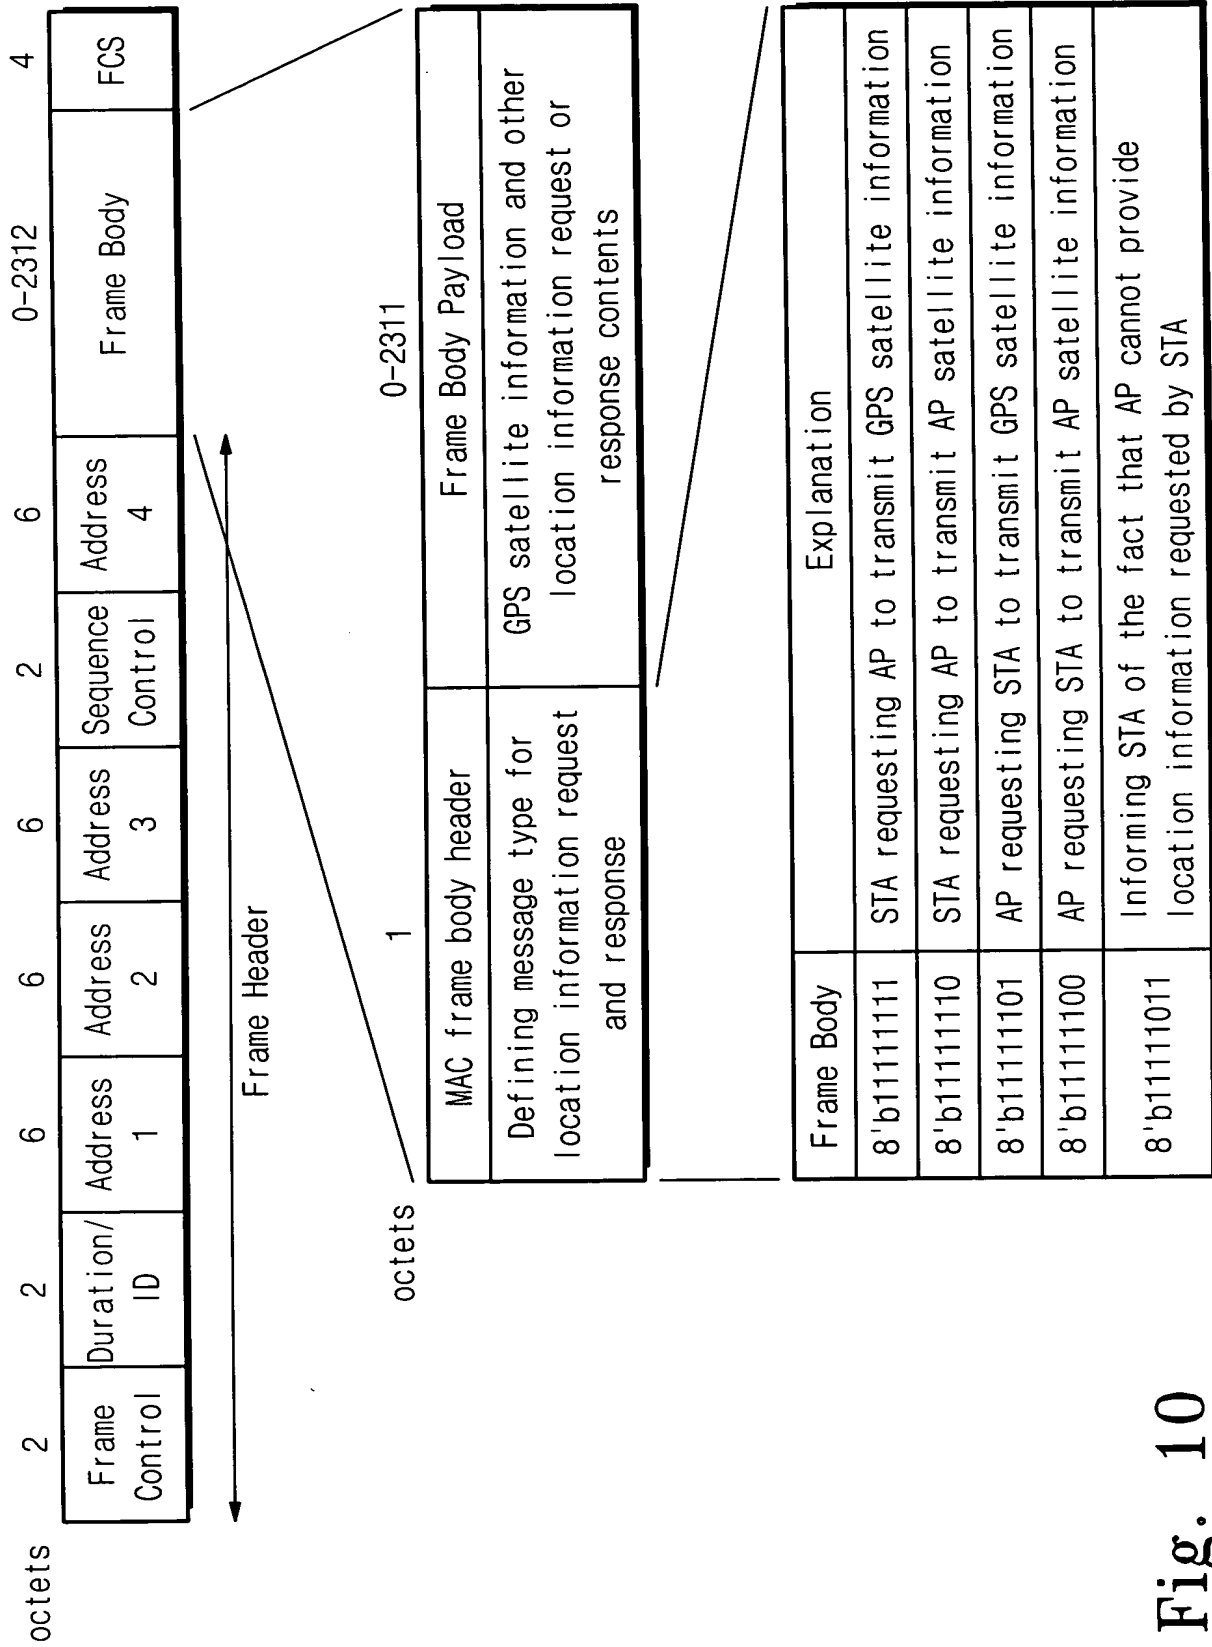 octets 2 2 6 6 6 2 6 0-2312 4
Frame Control
Duration/ ID
Address 1
Address 2
Address 3
Sequence Control
Address 4
Frame Body
FCS
Frame Header
octets 1 0-2311
MAC frame body header
Frame Body Payload
Defining message type for
location information request
and response
GPS satellite information and other
location information request or
response contents
Frame Body
Explanation
8'b11111111
STA requesting AP to transmit GPS satellite information
8'b11111110
STA requesting AP to transmit AP satellite information
8'b11111101
AP requesting STA to transmit GPS satellite information
8'b11111100
AP requesting STA to transmit AP satellite information
8'b11111011
Informing STA of the fact that AP cannot provide
location information requested by STA
Fig. 10